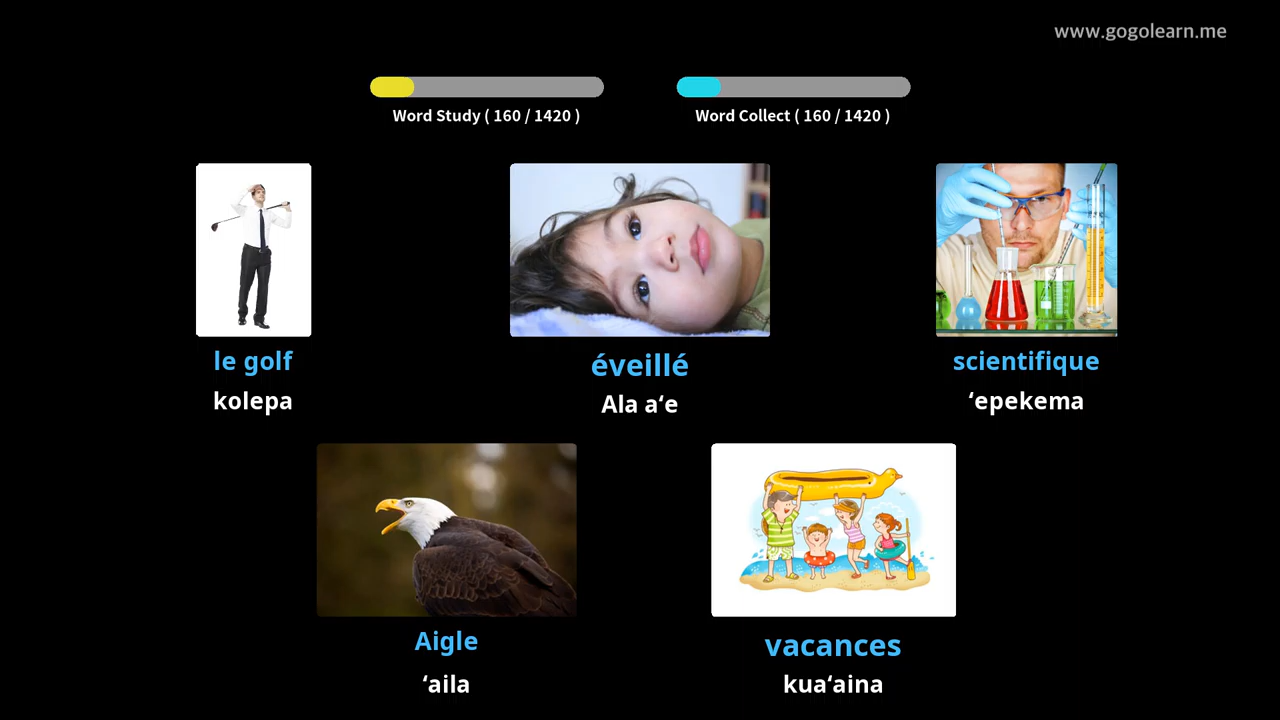 www.gogolearn.me
Word Study ( 160 / 1420 )
Word Collect ( 160 / 1420 )
le golf
kolepa
éveillé
Ala aʻe
scientifique
ʻepekema
Aigle
ʻaila
vacances
kuaʻaina